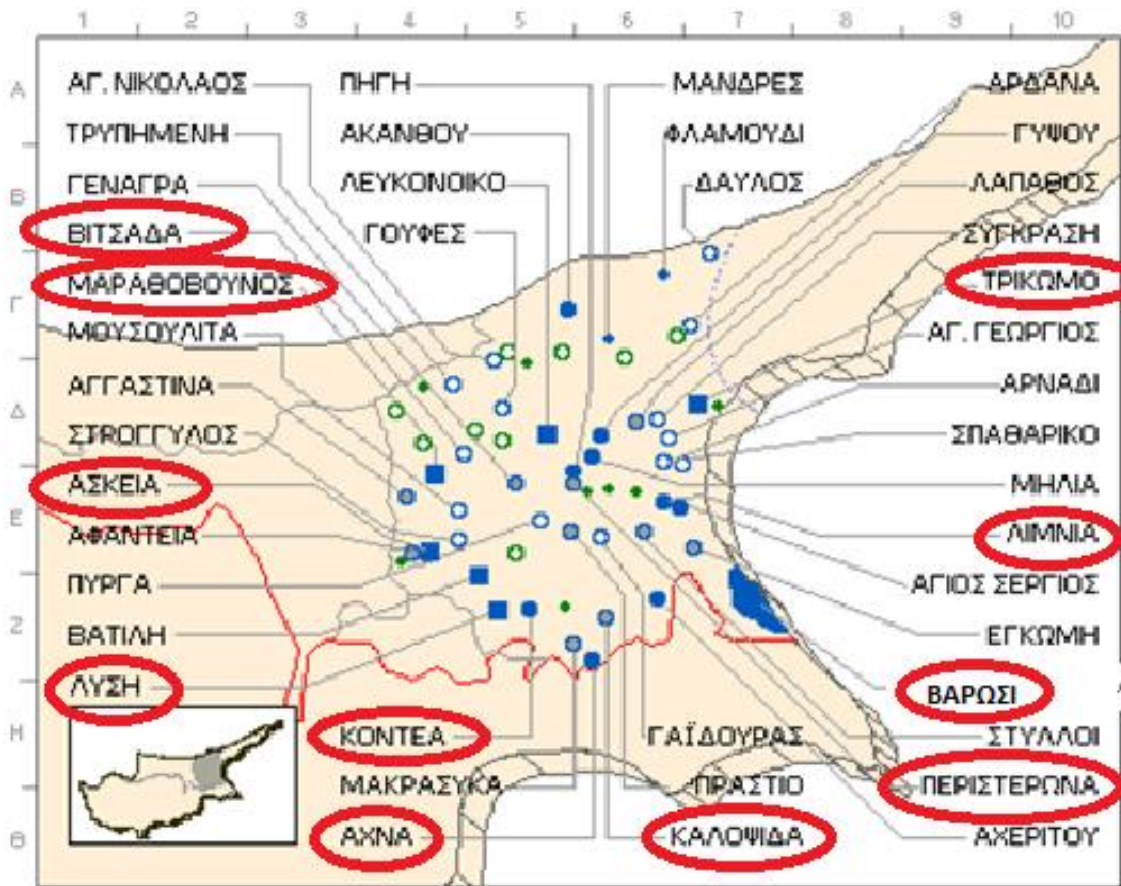 1 2 3 4 5 6 7 8 9 10
Α ΑΓ. ΝΙΚΟΛΑΟΣ ΠΗΓΗ ΜΑΝΔΡΕΣ ΑΡΔΑΝΑ
ΤΡΥΠΗΜΕΝΗ ΑΚΑΝΘΟΥ ΦΛΑΜΟΥΔΙ ΓΥΨΟΥ
Β ΓΕΝΑΓΡΑ ΛΕΥΚΟΝΟΙΚΟ ΔΑΥΛΟΣ ΛΑΠΑΘΟΣ
ΒΙΤΣΑΔΑ ΓΟΥΦΕΣ ΣΥΓΚΡΑΣΗ
Γ ΜΑΡΑΘΟΒΟΥΝΟΣ ΤΡΙΚΩΜΟ
ΜΟΥΣΟΥΛΙΤΑ ΑΓ. ΓΕΩΡΓΙΟΣ
ΑΓΓΑΣΤΙΝΑ ΑΡΝΑΔΙ
Δ ΣΤΡΟΓΓΥΛΟΣ ΣΠΑΘΑΡΙΚΟ
ΑΣΚΕΙΑ ΜΗΛΙΑ
Ε ΑΦΑΝΤΕΙΑ ΛΙΜΝΙΑ
ΠΥΡΓΑ ΑΓΙΟΣ ΣΕΡΓΙΟΣ
Ζ ΒΑΤΙΛΗ ΕΓΚΩΜΗ
ΛΥΣΗ ΒΑΡΩΣΙ
Η ΚΟΝΤΕΑ ΓΑΪΔΟΥΡΑΣ ΣΤΥΛΛΟΙ
ΜΑΚΡΑΣΥΚΑ ΠΡΑΣΤΙΟ ΠΕΡΙΣΤΕΡΩΝΑ
Θ ΑΧΝΑ ΚΑΛΟΨΙΔΑ ΑΧΕΡΙΤΟΥ